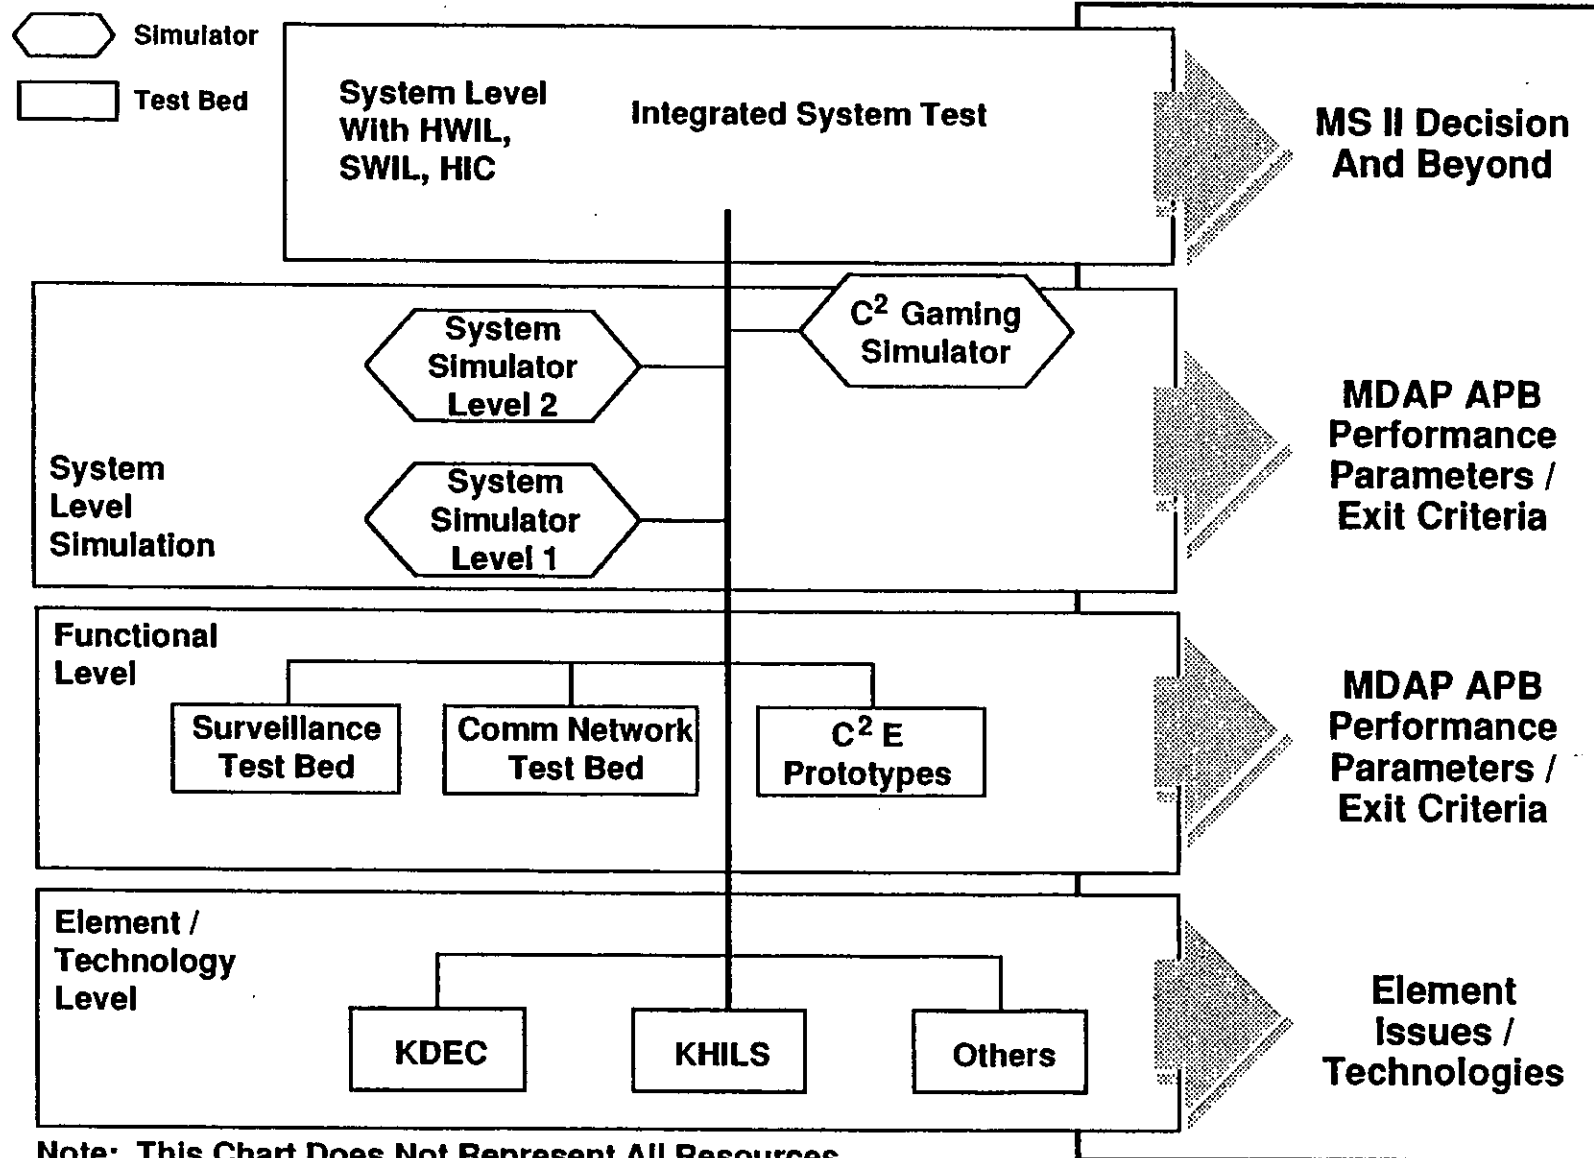 Simulator
Test Bed
System Level
With HWIL,
SWIL, HIC
Integrated System Test
MS II Decision
And Beyond
System
Level
Simulation
System
Simulator
Level 2
C² Gaming
Simulator
System
Simulator
Level 1
MDAP APB
Performance
Parameters /
Exit Criteria
Functional
Level
Surveillance
Test Bed
Comm Network
Test Bed
C² E
Prototypes
MDAP APB
Performance
Parameters /
Exit Criteria
Element /
Technology
Level
KDEC
KHILS
Others
Element
Issues /
Technologies
Note: This Chart Does Not Represent All Resources